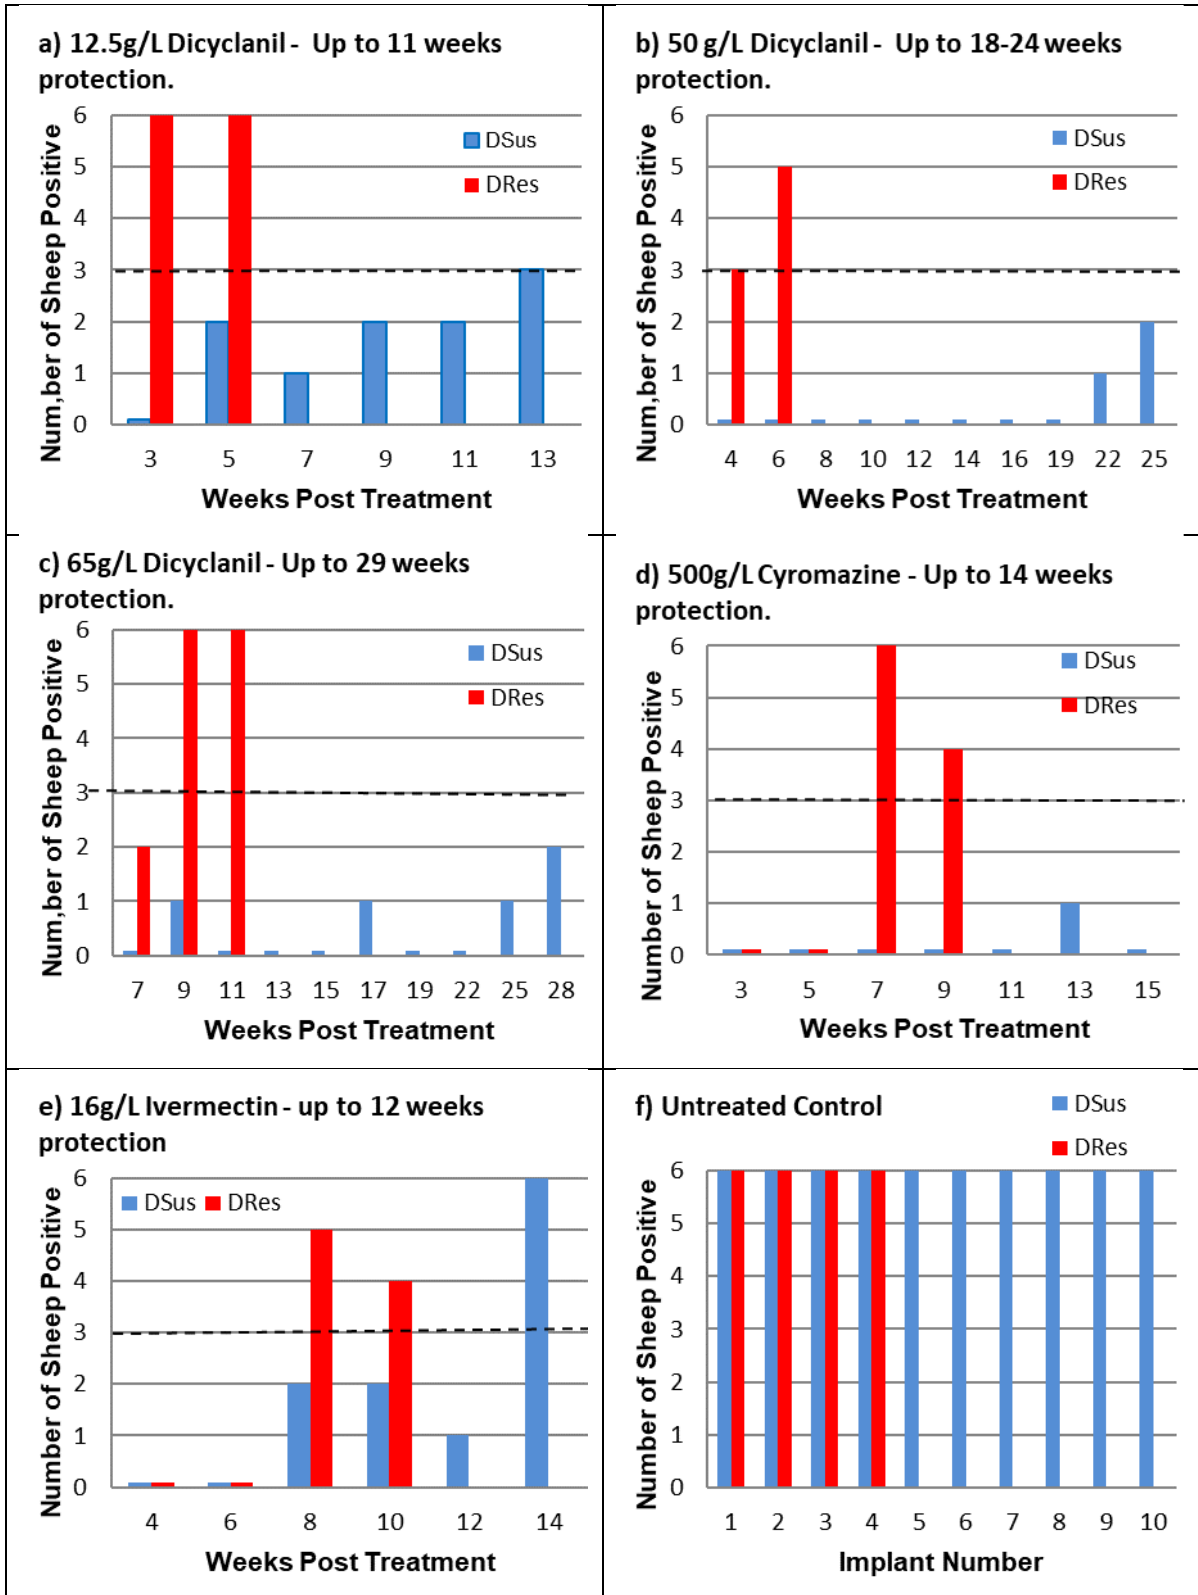 a) 12.5g/L Dicyclanil - Up to 11 weeks
protection.
Num,ber of Sheep Positive
6
5
4
3
2
1
0
DSus
DRes
3 5 7 9 11 13
Weeks Post Treatment
b) 50 g/L Dicyclanil - Up to 18-24 weeks
protection.
Num,ber of Sheep Positive
6
5
4
3
2
1
0
DSus
DRes
4 6 8 10 12 14 16 19 22 25
Weeks Post Treatment
c) 65g/L Dicyclanil - Up to 29 weeks
protection.
Num,ber of Sheep Positive
6
5
4
3
2
1
0
DSus
DRes
7 9 11 13 15 17 19 22 25 28
Weeks Post Treatment
d) 500g/L Cyromazine - Up to 14 weeks
protection.
Number of Sheep Positive
6
5
4
3
2
1
0
DSus
DRes
3 5 7 9 11 13 15
Weeks Post Treatment
e) 16g/L Ivermectin - up to 12 weeks
protection
Number of Sheep Positive
6
5
4
3
2
1
0
DSus DRes
4 6 8 10 12 14
Weeks Post Treatment
f) Untreated Control
DSus
DRes
Number of Sheep Positive
6
5
4
3
2
1
0
1 2 3 4 5 6 7 8 9 10
Implant Number